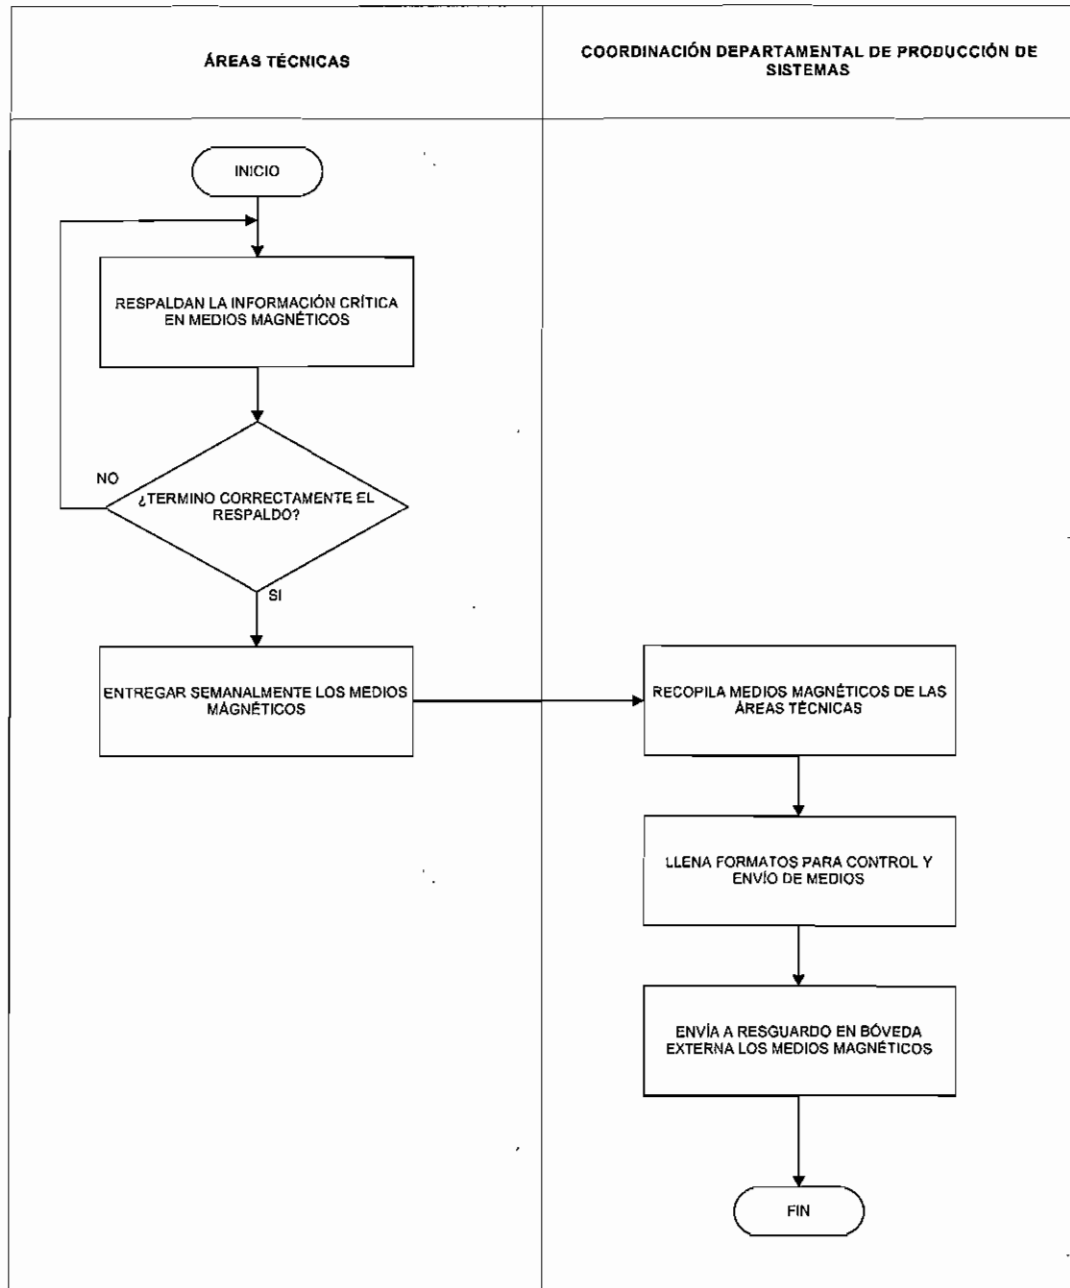 ÁREAS TÉCNICAS
COORDINACIÓN DEPARTAMENTAL DE PRODUCCIÓN DE
SISTEMAS
INICIO
RESPALDAN LA INFORMACIÓN CRÍTICA
EN MEDIOS MAGNÉTICOS
NO
¿TERMINO CORRECTAMENTE EL
RESPALDO?
SI
ENTREGAR SEMANALMENTE LOS MEDIOS
MÁGNÉTICOS
RECOPILA MEDIOS MAGNÉTICOS DE LAS
ÁREAS TÉCNICAS
LLENA FORMATOS PARA CONTROL Y
ENVÍO DE MEDIOS
ENVÍA A RESGUARDO EN BÓVEDA
EXTERNA LOS MEDIOS MAGNÉTICOS
FIN